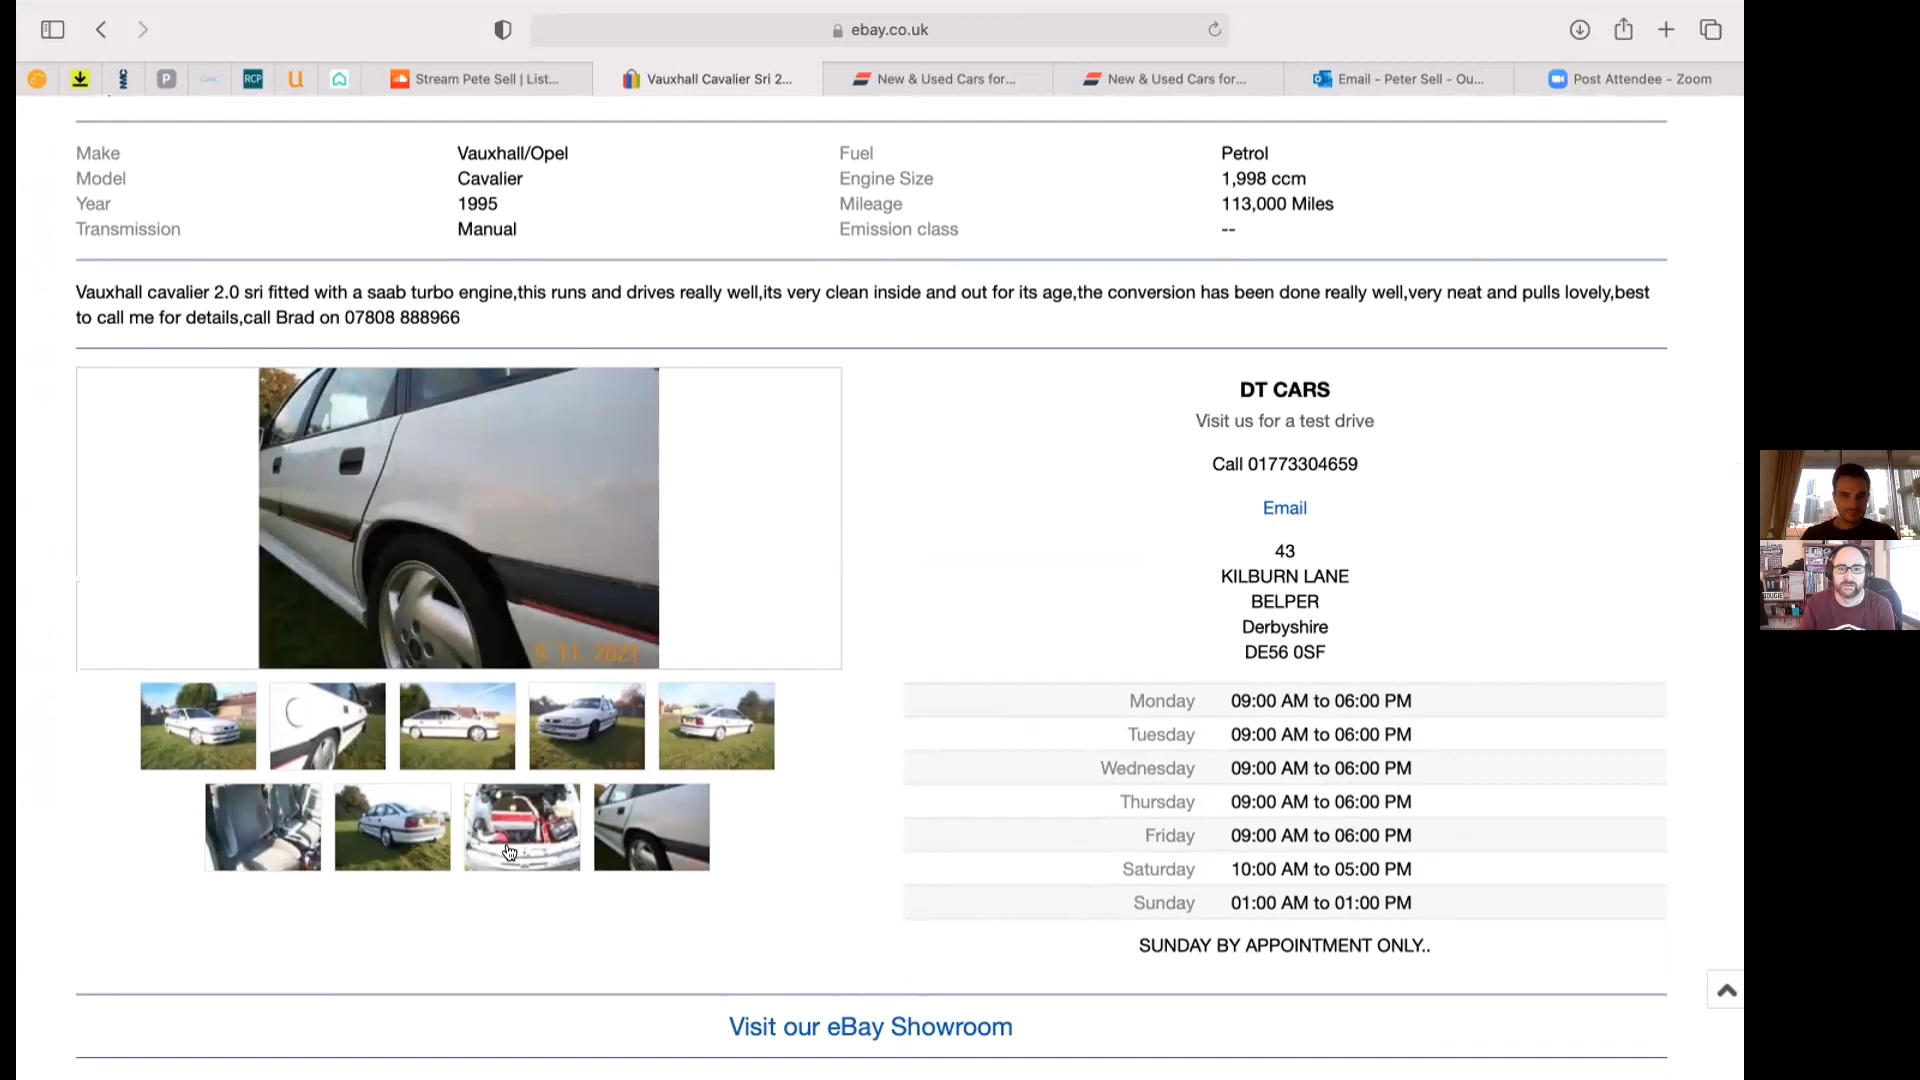 ebay.co.uk
NMC
P
GMC
RCP
u
Stream Pete Sell | List...
Vauxhall Cavalier Sri 2...
New & Used Cars for...
New & Used Cars for...
Email - Peter Sell - Ou...
Post Attendee - Zoom
Make Vauxhall/Opel Fuel Petrol
Model Cavalier Engine Size 1,998 ccm
Year 1995 Mileage 113,000 Miles
Transmission Manual Emission class --
Vauxhall cavalier 2.0 sri fitted with a saab turbo engine,this runs and drives really well,its very clean inside and out for its age,the conversion has been done really well,very neat and pulls lovely,best
to call me for details,call Brad on 07808 888966
9 11 2021
DT CARS
Visit us for a test drive
Call 01773304659
Email
43
KILBURN LANE
BELPER
Derbyshire
DE56 0SF
Monday 09:00 AM to 06:00 PM
Tuesday 09:00 AM to 06:00 PM
Wednesday 09:00 AM to 06:00 PM
Thursday 09:00 AM to 06:00 PM
Friday 09:00 AM to 06:00 PM
Saturday 10:00 AM to 05:00 PM
Sunday 01:00 AM to 01:00 PM
SUNDAY BY APPOINTMENT ONLY..
Visit our eBay Showroom